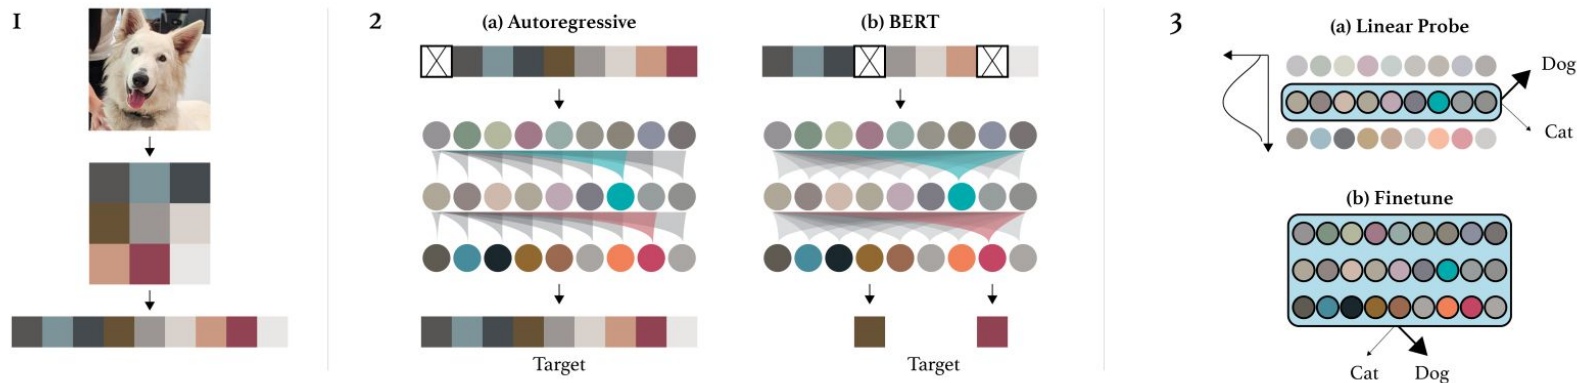 1
2
(a) Autoregressive
Target
(b) BERT
Target
3
(a) Linear Probe
Dog
Cat
(b) Finetune
Cat
Dog